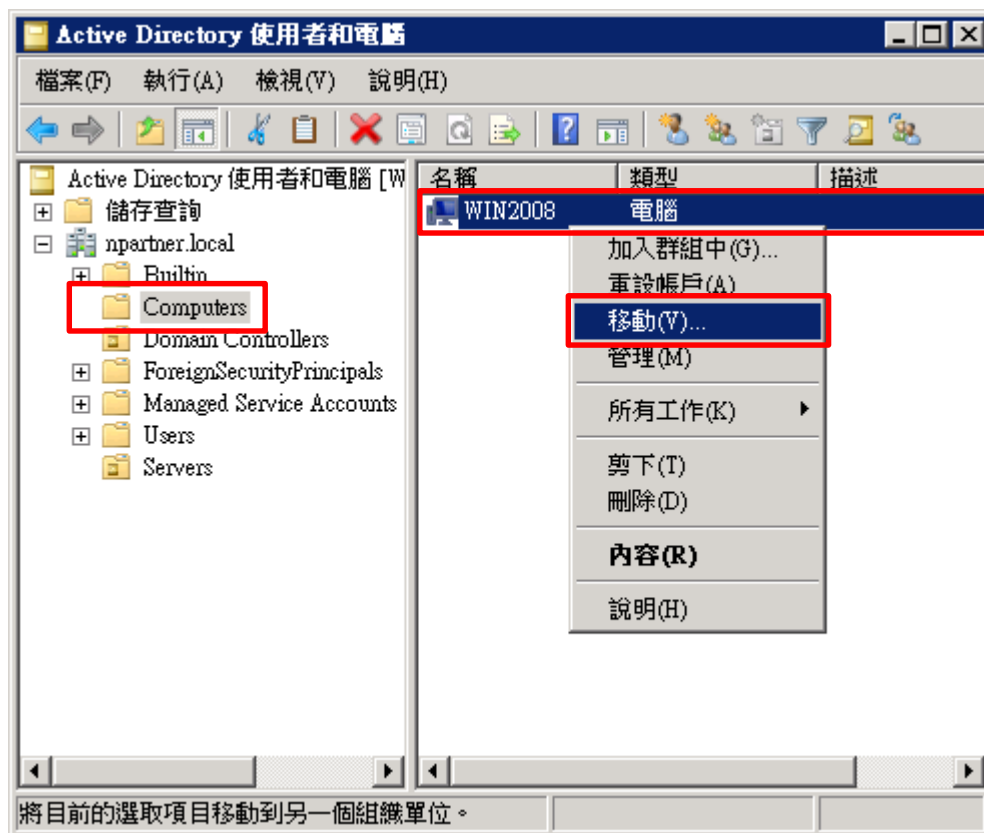 Active Directory 使用者和電腦
檔案(F) 執行(A) 檢視(V) 說明(H)
Active Directory 使用者和電腦 [W
儲存查詢
npartner.local
Builtin
Computers
Domain Controllers
ForeignSecurityPrincipals
Managed Service Accounts
Users
Servers
名稱 類型 描述
WIN2008 電腦
加入群組中(G)...
重設帳戶(A)
移動(V)...
管理(M)
所有工作(K)
剪下(T)
刪除(D)
內容(R)
說明(H)
將目前的選取項目移動到另一個組織單位。